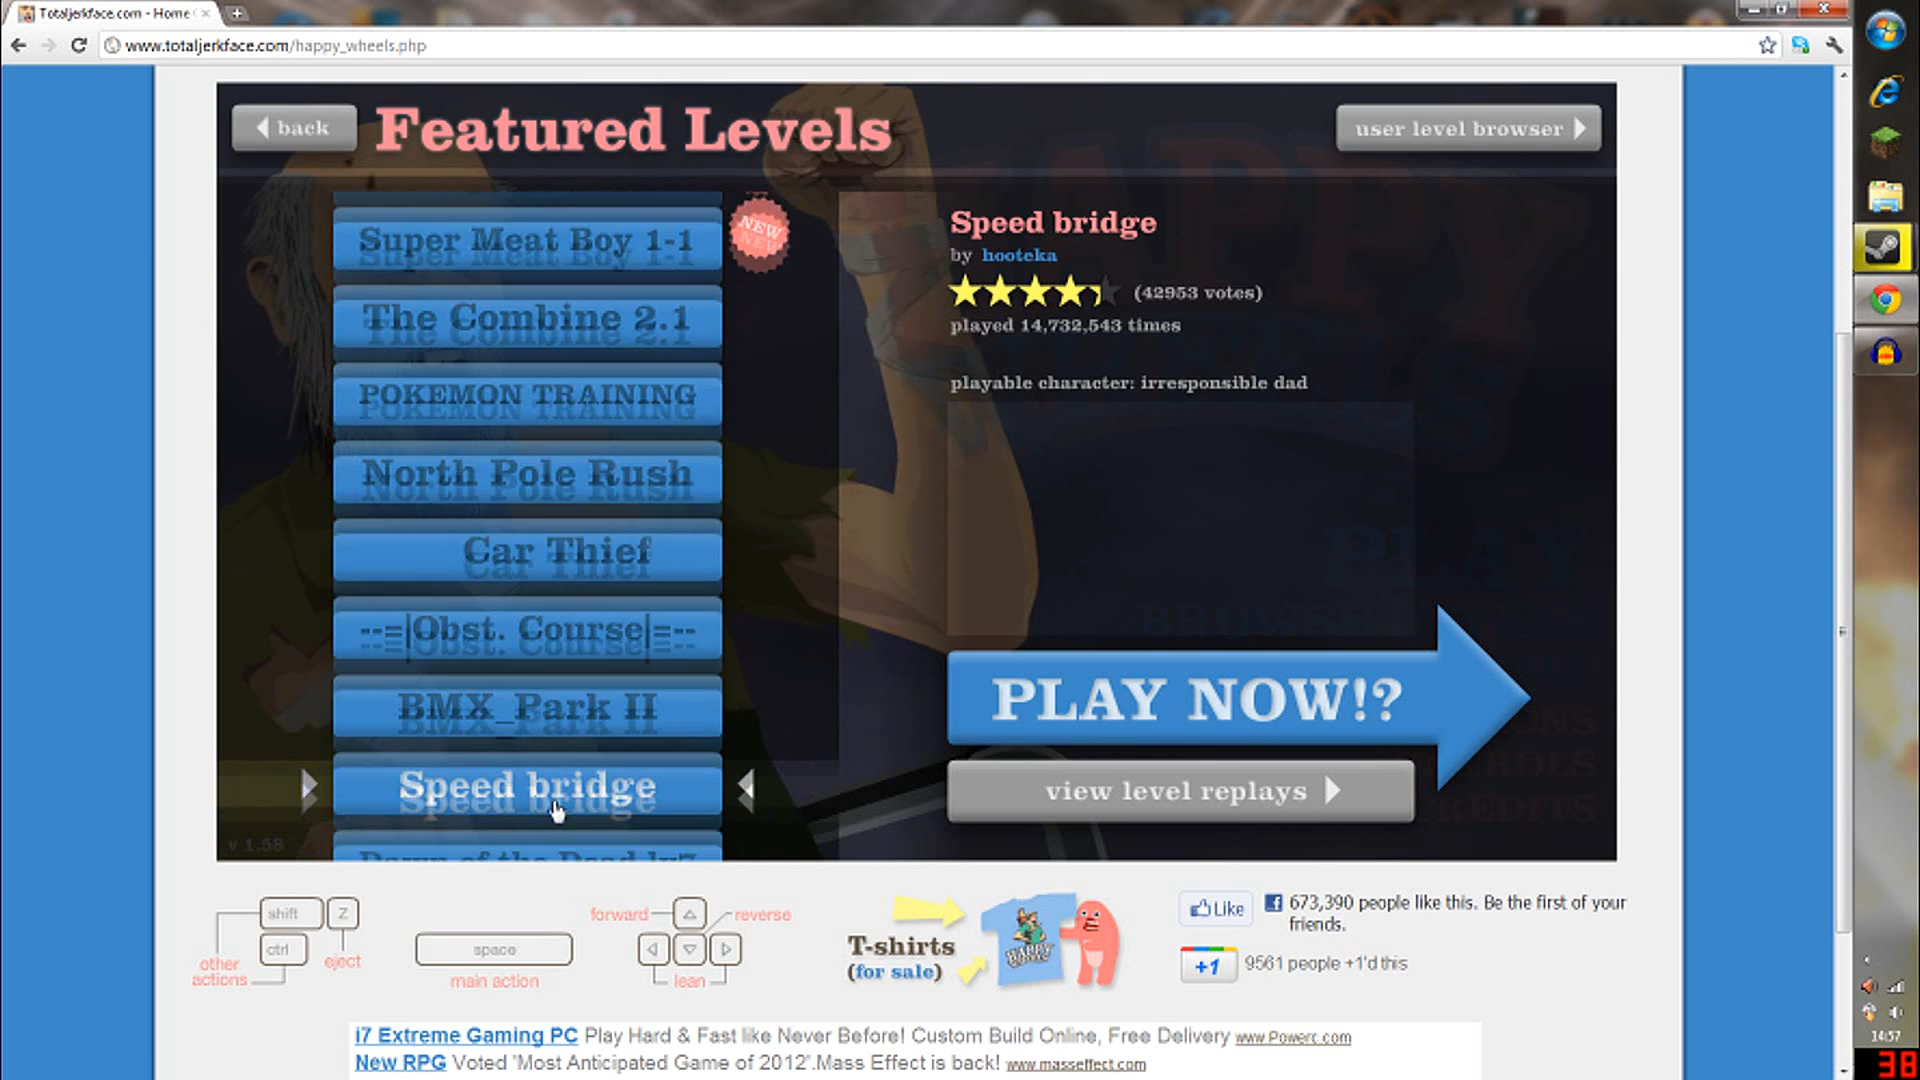 Totaljerkface.com - Home
www.totaljerkface.com/happy_wheels.php
back
Featured Levels
user level browser
Super Meat Boy 1-1
NEW
The Combine 2.1
POKEMON TRAINING
North Pole Rush
Car Thief
--=|Obst. Course|=--
BMX_Park II
Speed bridge
Dawn of the Dead lv7
v 1.58
Speed bridge
by hooteka
(42953 votes)
played 14,732,543 times
playable character: irresponsible dad
PLAY NOW!?
view level replays
shift
Z
ctrl
other actions
eject
space
main action
forward
reverse
lean
T-shirts
(for sale)
Like
673,390 people like this. Be the first of your
friends.
+1
9561 people +1'd this
i7 Extreme Gaming PC Play Hard & Fast like Never Before! Custom Build Online, Free Delivery www.Powerc.com
New RPG Voted "Most Anticipated Game of 2012".Mass Effect is back! www.masseffect.com
14:57
38